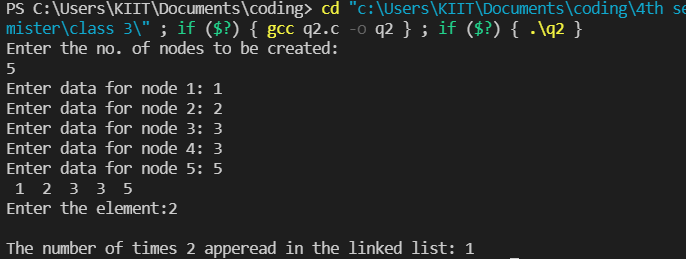 PS C:\Users\KIIT\Documents\coding> cd "c:\Users\KIIT\Documents\coding\4th se
mister\class 3\" ; if ($?) { gcc q2.c -o q2 } ; if ($?) { .\q2 }
Enter the no. of nodes to be created:
5
Enter data for node 1: 1
Enter data for node 2: 2
Enter data for node 3: 3
Enter data for node 4: 3
Enter data for node 5: 5
1 2 3 3 5
Enter the element:2
The number of times 2 apperead in the linked list: 1